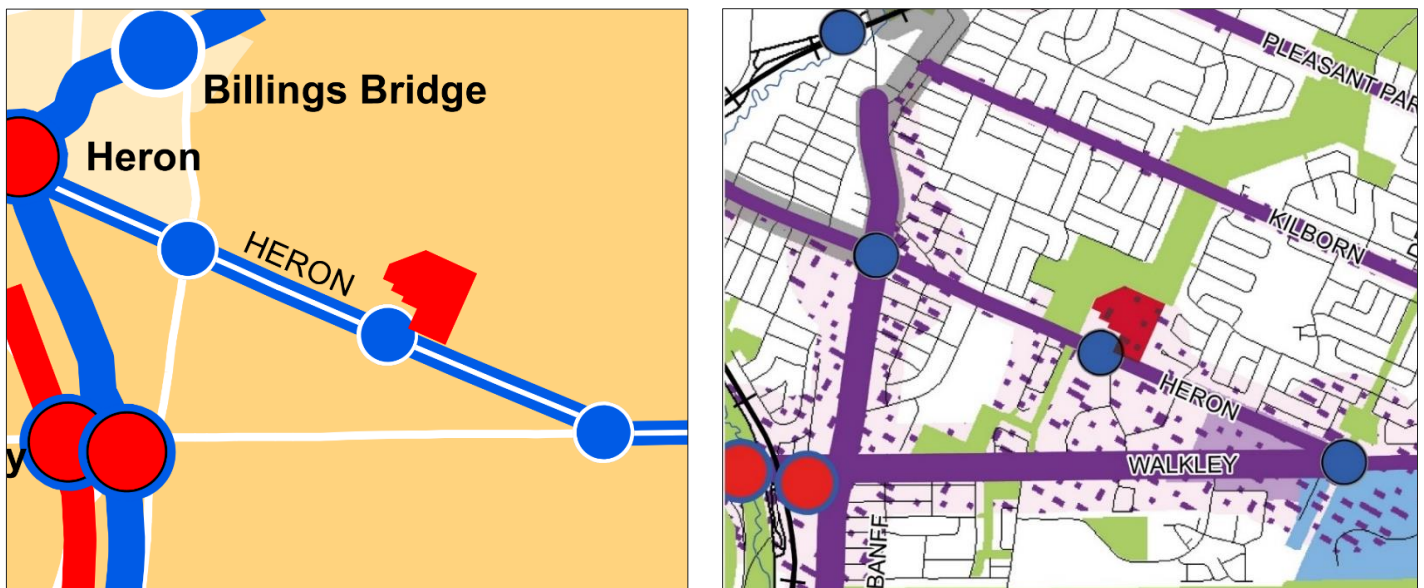 Billings Bridge
Heron
HERON
y
PLEASANT PAR
KILBORN
HERON
WALKLEY
BANFF